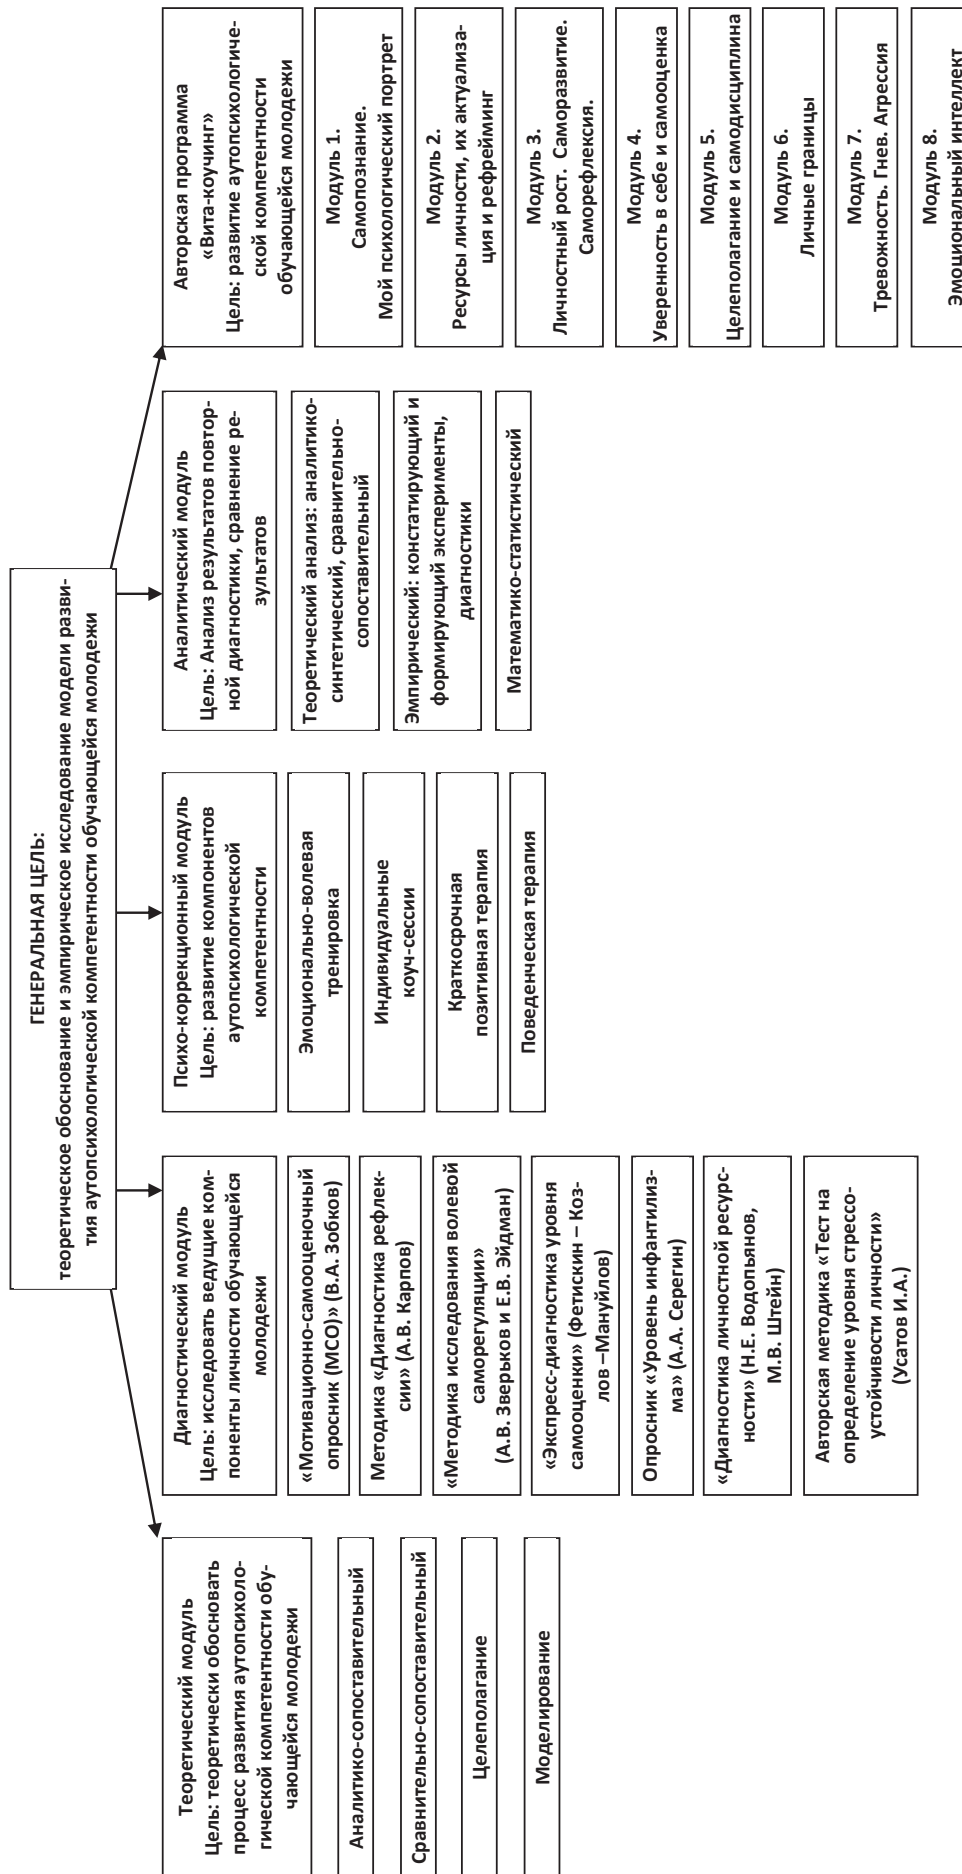 ГЕНЕРАЛЬНАЯ ЦЕЛЬ:
теоретическое обоснование и эмпирическое исследование модели разви-
тия аутопсихологической компетентности обучающейся молодежи
Теоретический модуль
Цель: теоретически обосновать
процесс развития аутопсихоло-
гической компетентности обу-
чающейся молодежи
Аналитико-сопоставительный
Сравнительно-сопоставительный
Целеполагание
Моделирование
Диагностический модуль
Цель: исследовать ведущие ком-
поненты личности обучающейся
молодежи
«Мотивационно-самооценочный
опросник (МСО)» (В.А. Зобков)
Методика «Диагностика рефлек-
сии» (А.В. Карпов)
«Методика исследования волевой
саморегуляции»
(А.В. Зверьков и Е.В. Эйдман)
«Экспресс-диагностика уровня
самооценки» (Фетискин – Коз-
лов –Мануйлов)
Опросник «Уровень инфантилиз-
ма» (А.А. Серегин)
«Диагностика личностной ресурс-
ности» (Н.Е. Водопьянов,
М.В. Штейн)
Авторская методика «Тест на
определение уровня стрессо-
устойчивости личности»
(Усатов И.А.)
Психо-коррекционный модуль
Цель: развитие компонентов
аутопсихологической
компетентности
Эмоционально-волевая
тренировка
Индивидуальные
коуч-сессии
Краткосрочная
позитивная терапия
Поведенческая терапия
Аналитический модуль
Цель: Анализ результатов повтор-
ной диагностики, сравнение ре-
зультатов
Теоретический анализ: аналитико-
синтетический, сравнительно-
сопоставительный
Эмпирический: констатирующий и
формирующий эксперименты,
диагностики
Математико-статистический
Авторская программа
«Вита-коучинг»
Цель: развитие аутопсихологиче-
ской компетентности
обучающейся молодежи
Модуль 1.
Самопознание.
Мой психологический портрет
Модуль 2.
Ресурсы личности, их актуализа-
ция и рефрейминг
Модуль 3.
Личностный рост. Саморазвитие.
Саморефлексия.
Модуль 4.
Уверенность в себе и самооценка
Модуль 5.
Целеполагание и самодисциплина
Модуль 6.
Личные границы
Модуль 7.
Тревожность. Гнев. Агрессия
Модуль 8.
Эмоциональный интеллект